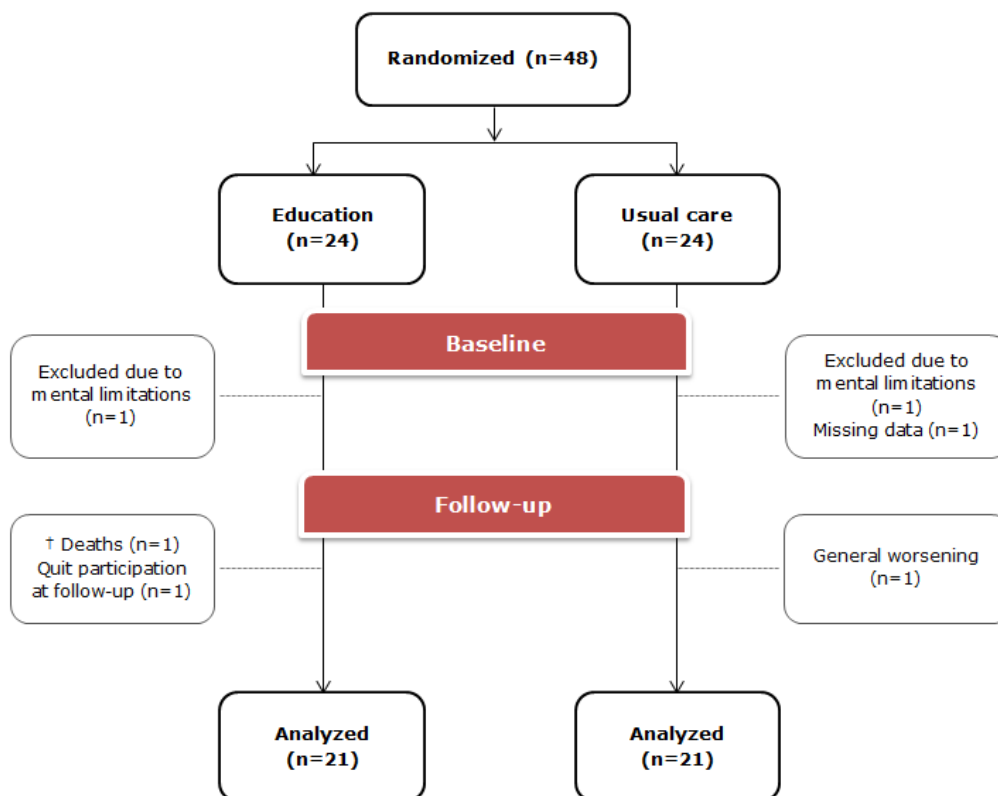 Randomized (n=48)
Education
(n=24)
Usual care
(n=24)
Baseline
Excluded due to
mental limitations
(n=1)
Excluded due to
mental limitations
(n=1)
Missing data (n=1)
Follow-up
† Deaths (n=1)
Quit participation
at follow-up (n=1)
General worsening
(n=1)
Analyzed
(n=21)
Analyzed
(n=21)